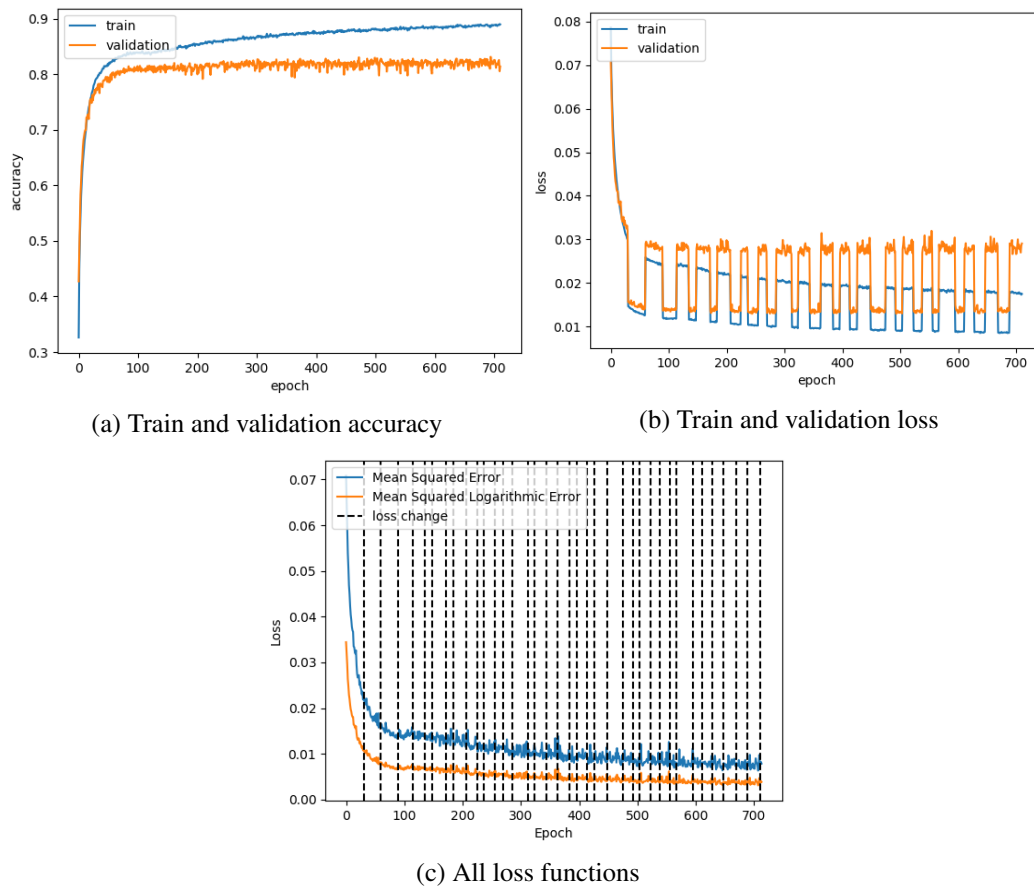 0.9
0.8
0.7
0.6
0.5
0.4
0.3
accuracy
train
validation
0 100 200 300 400 500 600 700
epoch
(a) Train and validation accuracy
0.08
0.07
0.06
0.05
0.04
0.03
0.02
0.01
loss
train
validation
0 100 200 300 400 500 600 700
epoch
(b) Train and validation loss
0.07
0.06
0.05
0.04
0.03
0.02
0.01
0.00
Loss
Mean Squared Error
Mean Squared Logarithmic Error
loss change
0 100 200 300 400 500 600 700
Epoch
(c) All loss functions